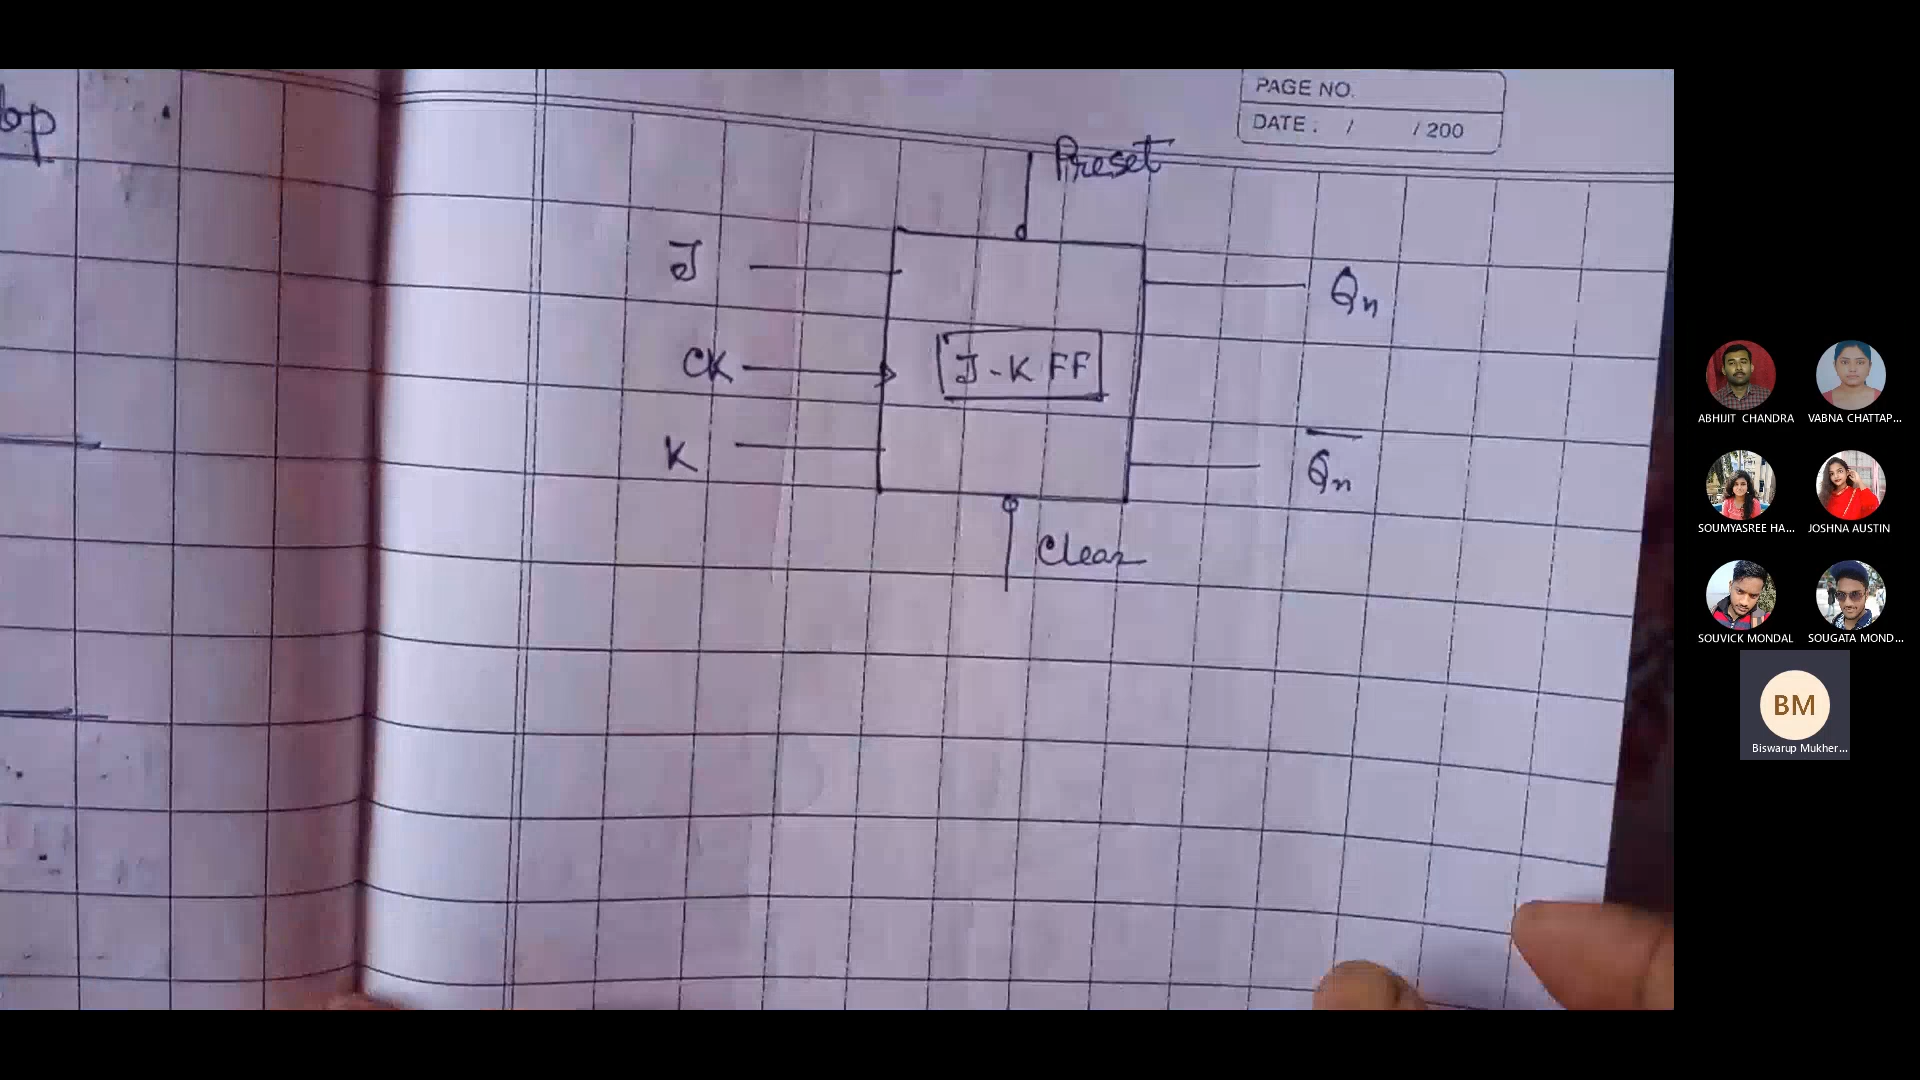 op
PAGE NO.
DATE : / / 200
Preset
J
Qn
CK
J-K FF
K
Q̅n
Clear
ABHIJIT CHANDRA
VABNA CHATTAP...
SOUMYASREE HA...
JOSHNA AUSTIN
SOUVICK MONDAL
SOUGATA MOND...
BM
Biswarup Mukher...